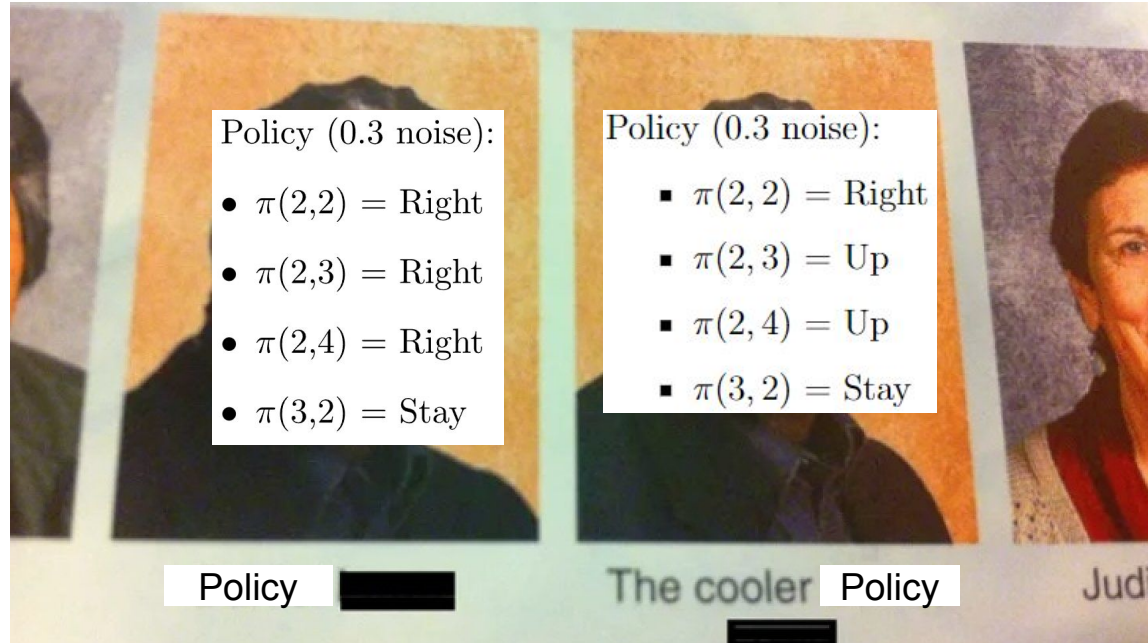 Policy (0.3 noise):
• π(2,2) = Right
• π(2,3) = Right
• π(2,4) = Right
• π(3,2) = Stay
Policy (0.3 noise):
▪ π(2, 2) = Right
▪ π(2, 3) = Up
▪ π(2, 4) = Up
▪ π(3, 2) = Stay
Policy
The cooler Policy
Judi